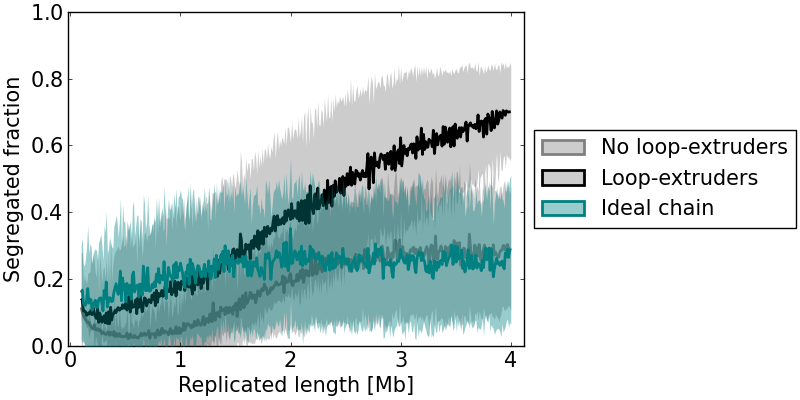 1.0
0.8
0.6
0.4
0.2
0.0
Segregated fraction
0 1 2 3 4
Replicated length [Mb]
No loop-extruders
Loop-extruders
Ideal chain